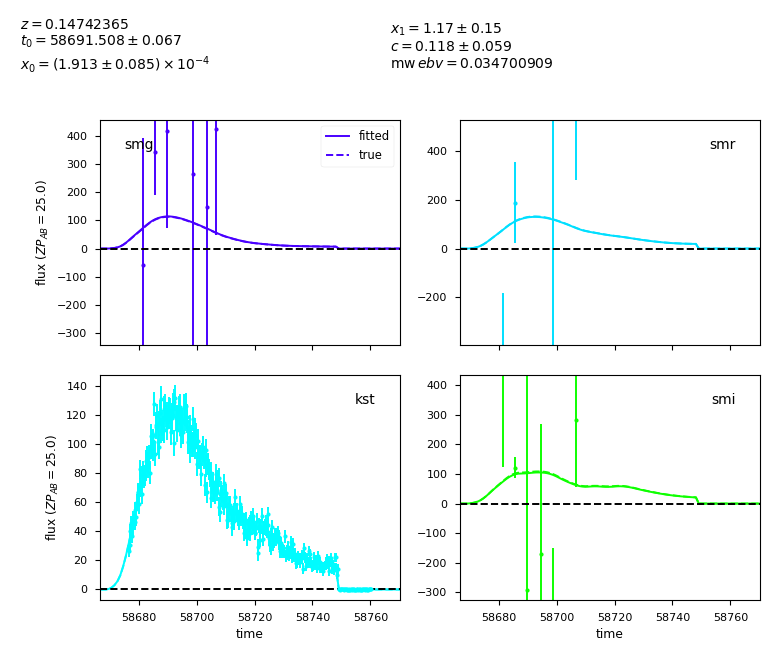 z = 0.14742365
t₀ = 58691.508 ± 0.067
x₀ = (1.913 ± 0.085) × 10⁻⁴
x₁ = 1.17 ± 0.15
c = 0.118 ± 0.059
mw ebv = 0.034700909
smg
fitted
true
400
300
200
100
0
−100
−200
−300
flux (ZP_AB = 25.0)
smr
400
200
0
−200
kst
140
120
100
80
60
40
20
0
flux (ZP_AB = 25.0)
58680
58700
58720
58740
58760
time
smi
400
300
200
100
0
−100
−200
−300
58680
58700
58720
58740
58760
time